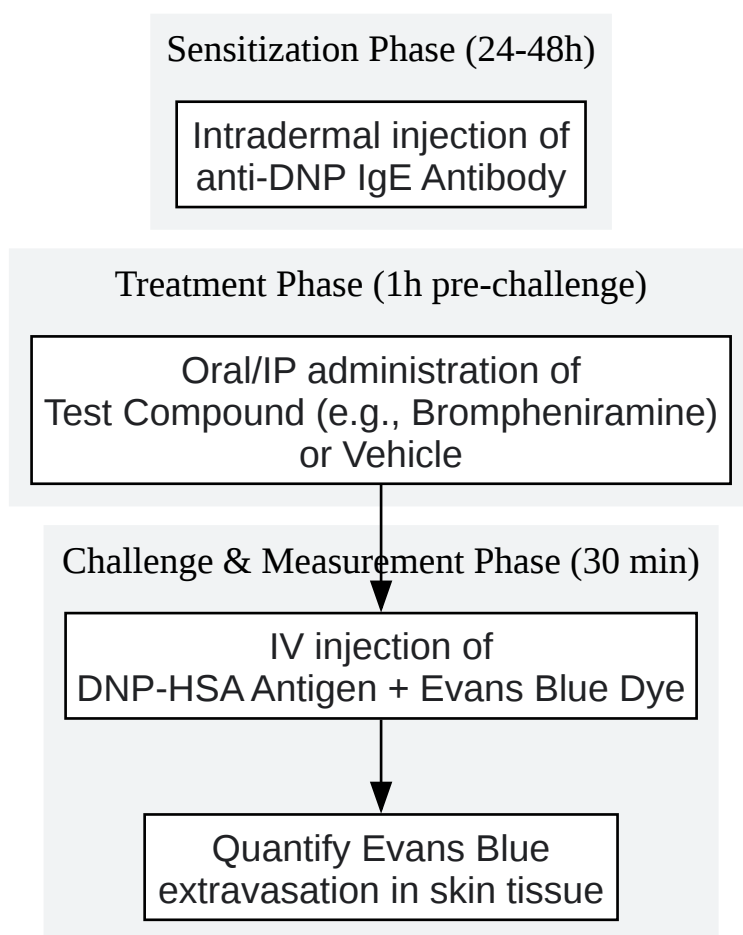 Sensitization Phase (24-48h)
Intradermal injection of
anti-DNP IgE Antibody
Treatment Phase (1h pre-challenge)
Oral/IP administration of
Test Compound (e.g., Brompheniramine)
or Vehicle
Challenge & Measurement Phase (30 min)
IV injection of
DNP-HSA Antigen + Evans Blue Dye
Quantify Evans Blue
extravasation in skin tissue